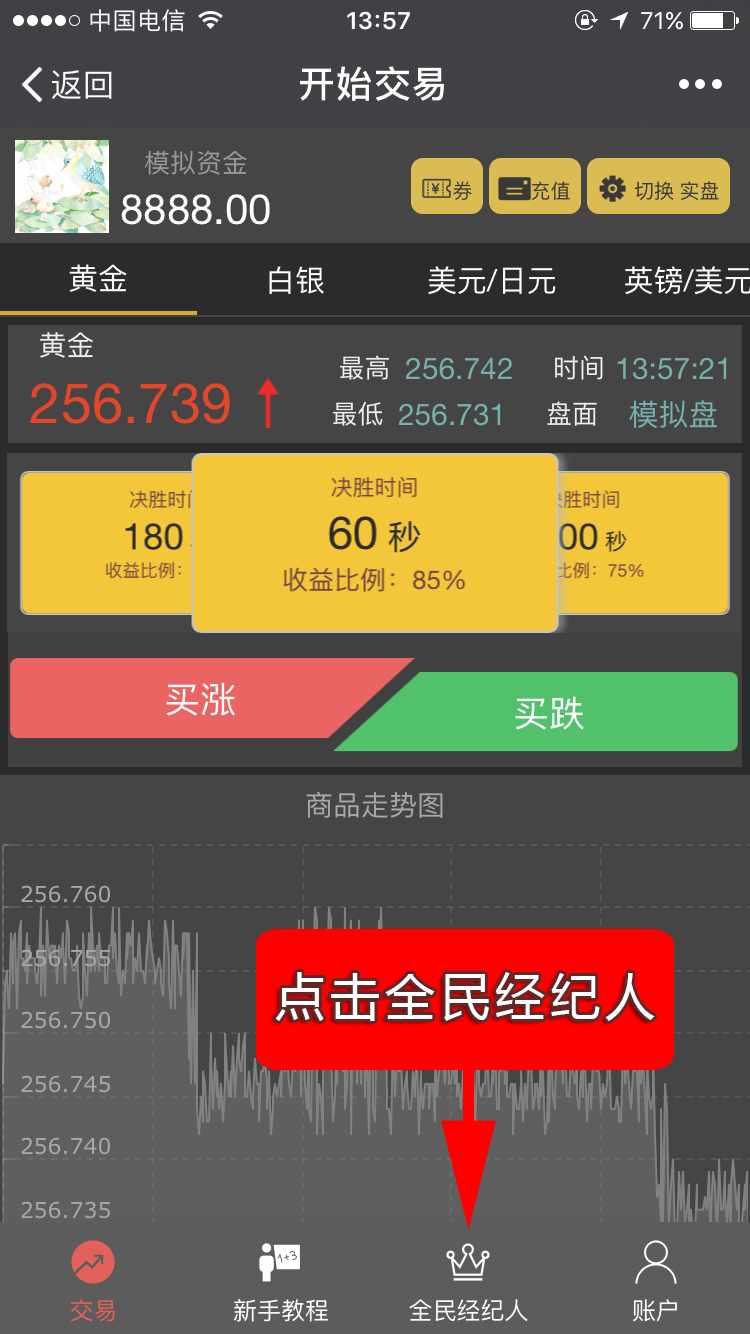 中国电信 13:57 71%
返回 开始交易
模拟资金
8888.00
券 充值 切换 实盘
黄金 白银 美元/日元 英镑/美元
黄金
256.739
最高 256.742 时间 13:57:21
最低 256.731 盘面 模拟盘
决胜时间
180
收益比例:
决胜时间
60 秒
收益比例: 85%
胜时间
00 秒
比例: 75%
买涨 买跌
商品走势图
256.760
256.755
256.750
256.745
256.740
256.735
点击全民经纪人
1+3
交易 新手教程 全民经纪人 账户